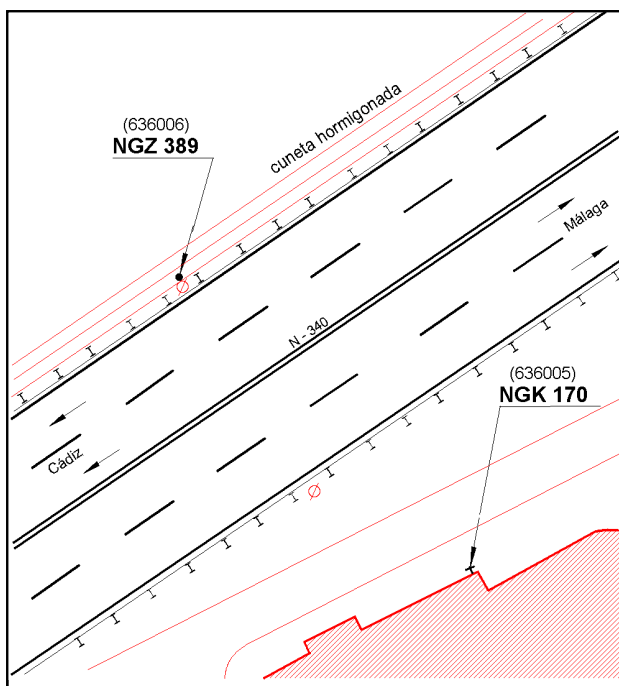 cuneta hormigonada
(636006)
NGZ 389
Málaga
N - 340
(636005)
NGK 170
Cádiz